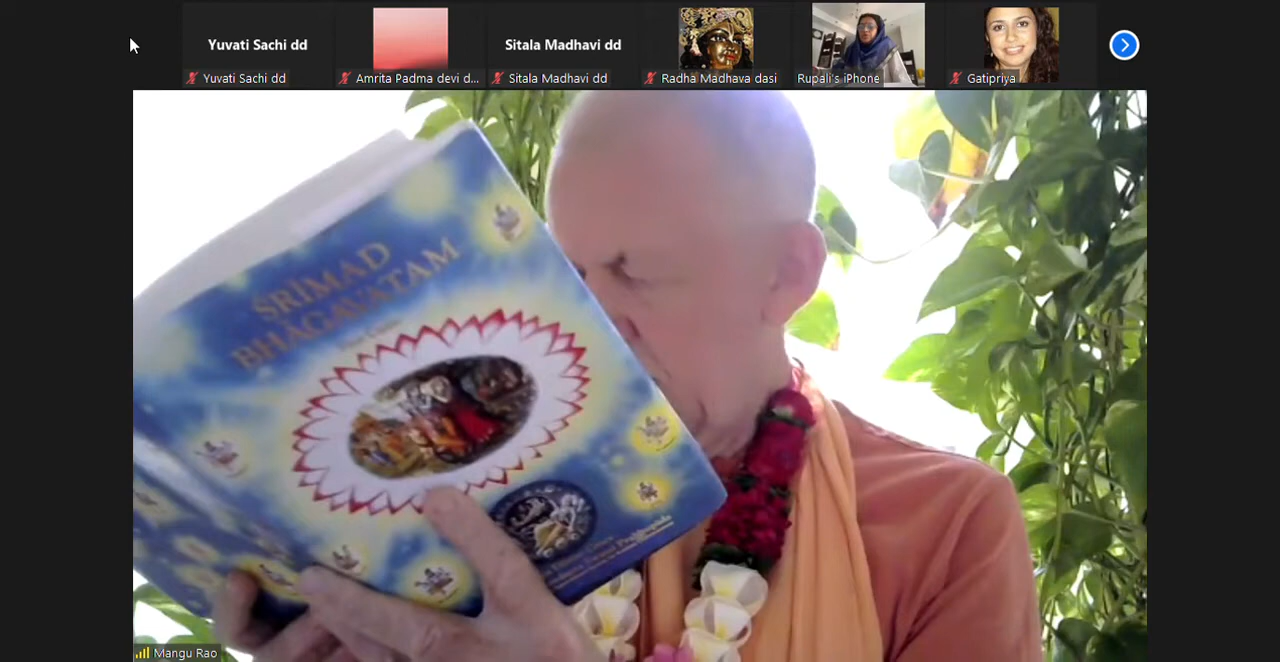 Yuvati Sachi dd
Sitala Madhavi dd
Yuvati Sachi dd
Amrita Padma devi d...
Sitala Madhavi dd
Radha Madhava dasi
Rupali's iPhone
Gatipriya
ŚRĪMAD
BHĀGAVATAM
Mangu Rao